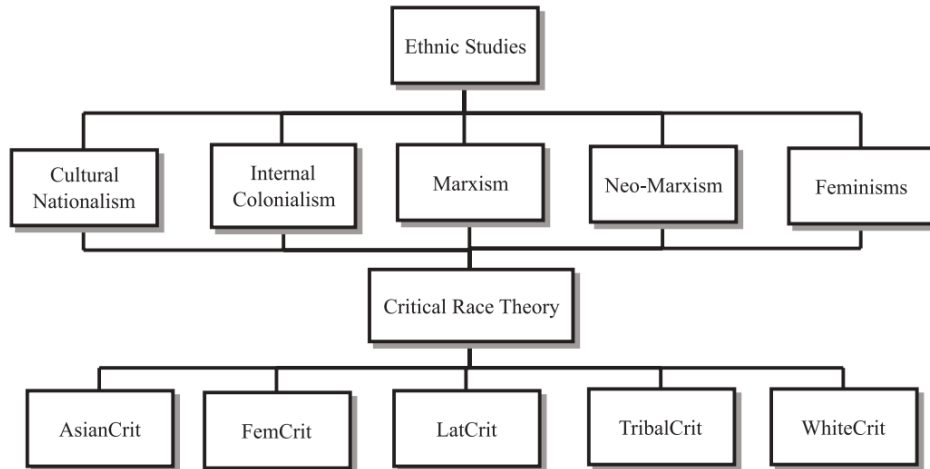 Ethnic Studies
Cultural
Nationalism
Internal
Colonialism
Marxism
Neo-Marxism
Feminisms
Critical Race Theory
AsianCrit
FemCrit
LatCrit
TribalCrit
WhiteCrit